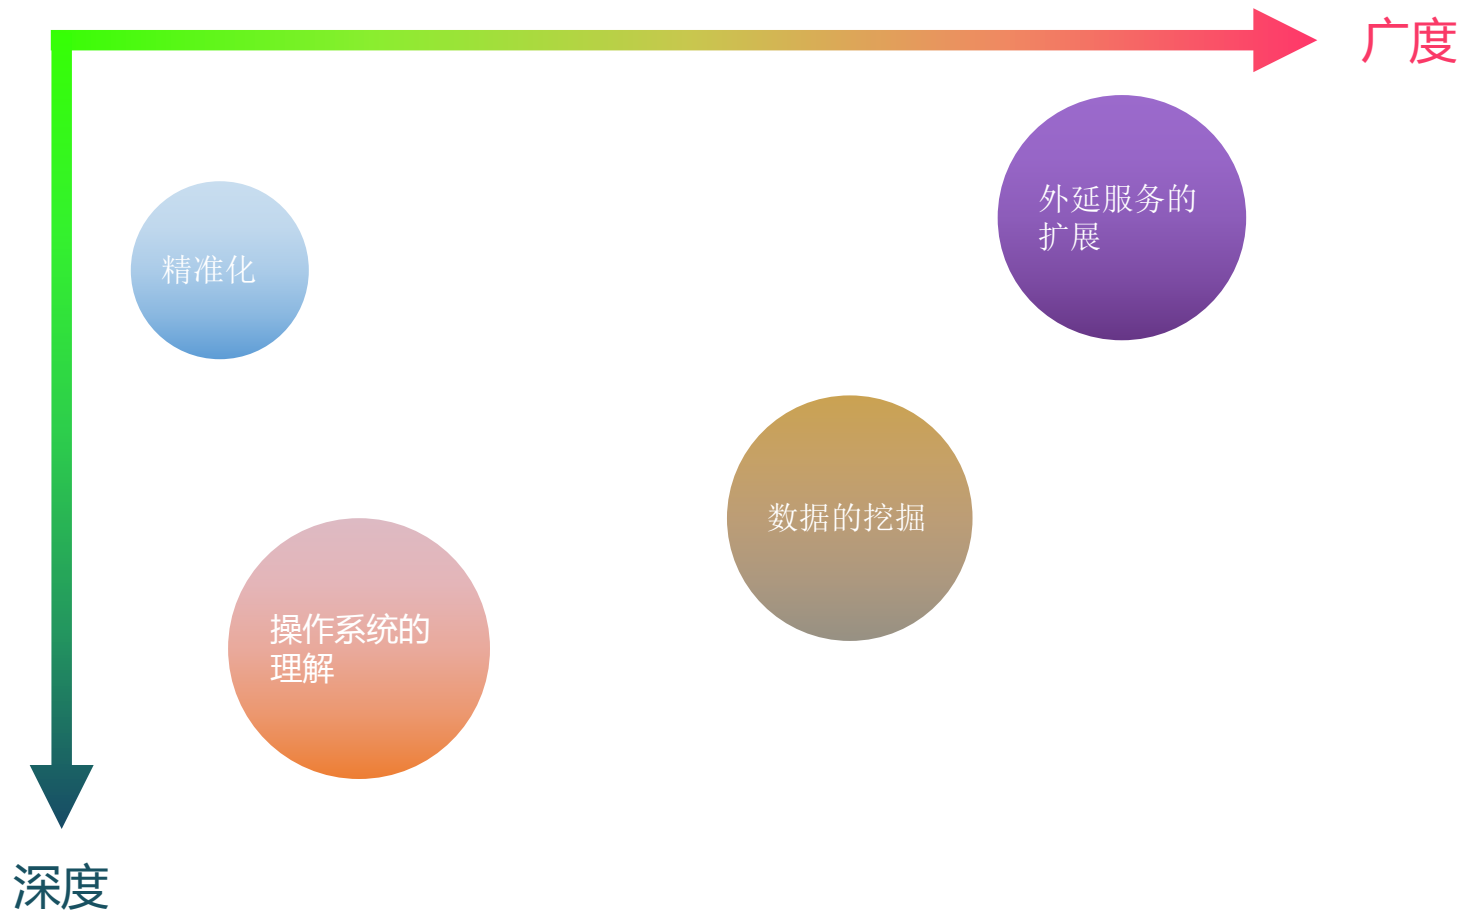 广度
外延服务的
扩展
精准化
数据的挖掘
操作系统的
理解
深度